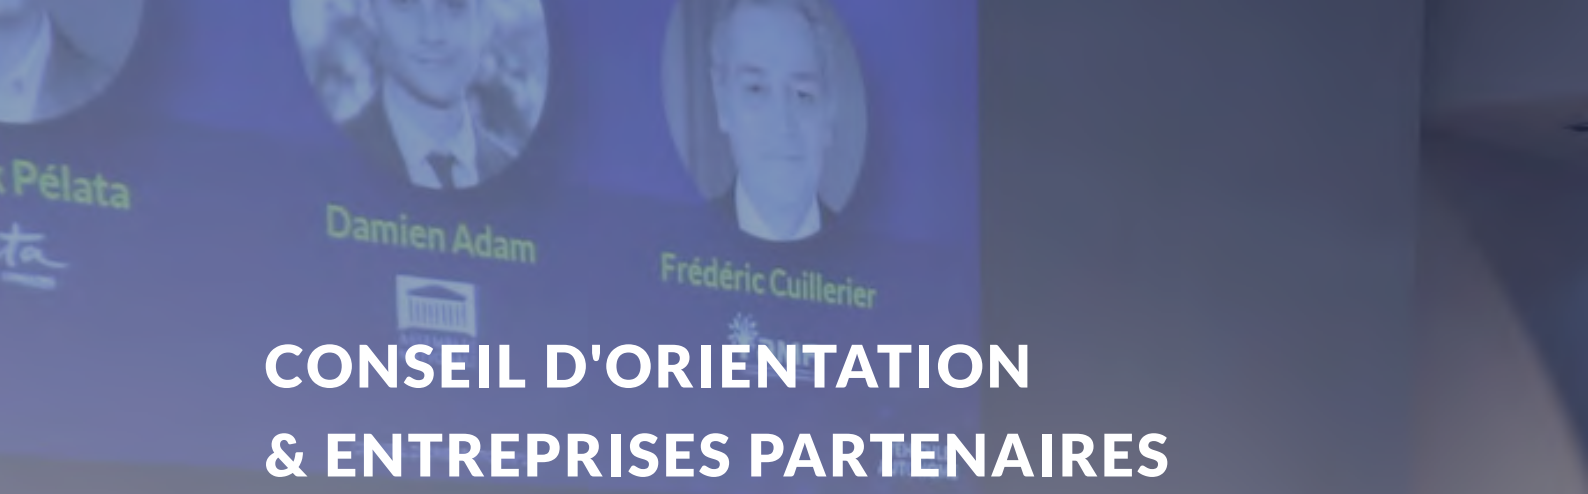 Pélata
Damien Adam
Frédéric Cuillerier
CONSEIL D'ORIENTATION
& ENTREPRISES PARTENAIRES